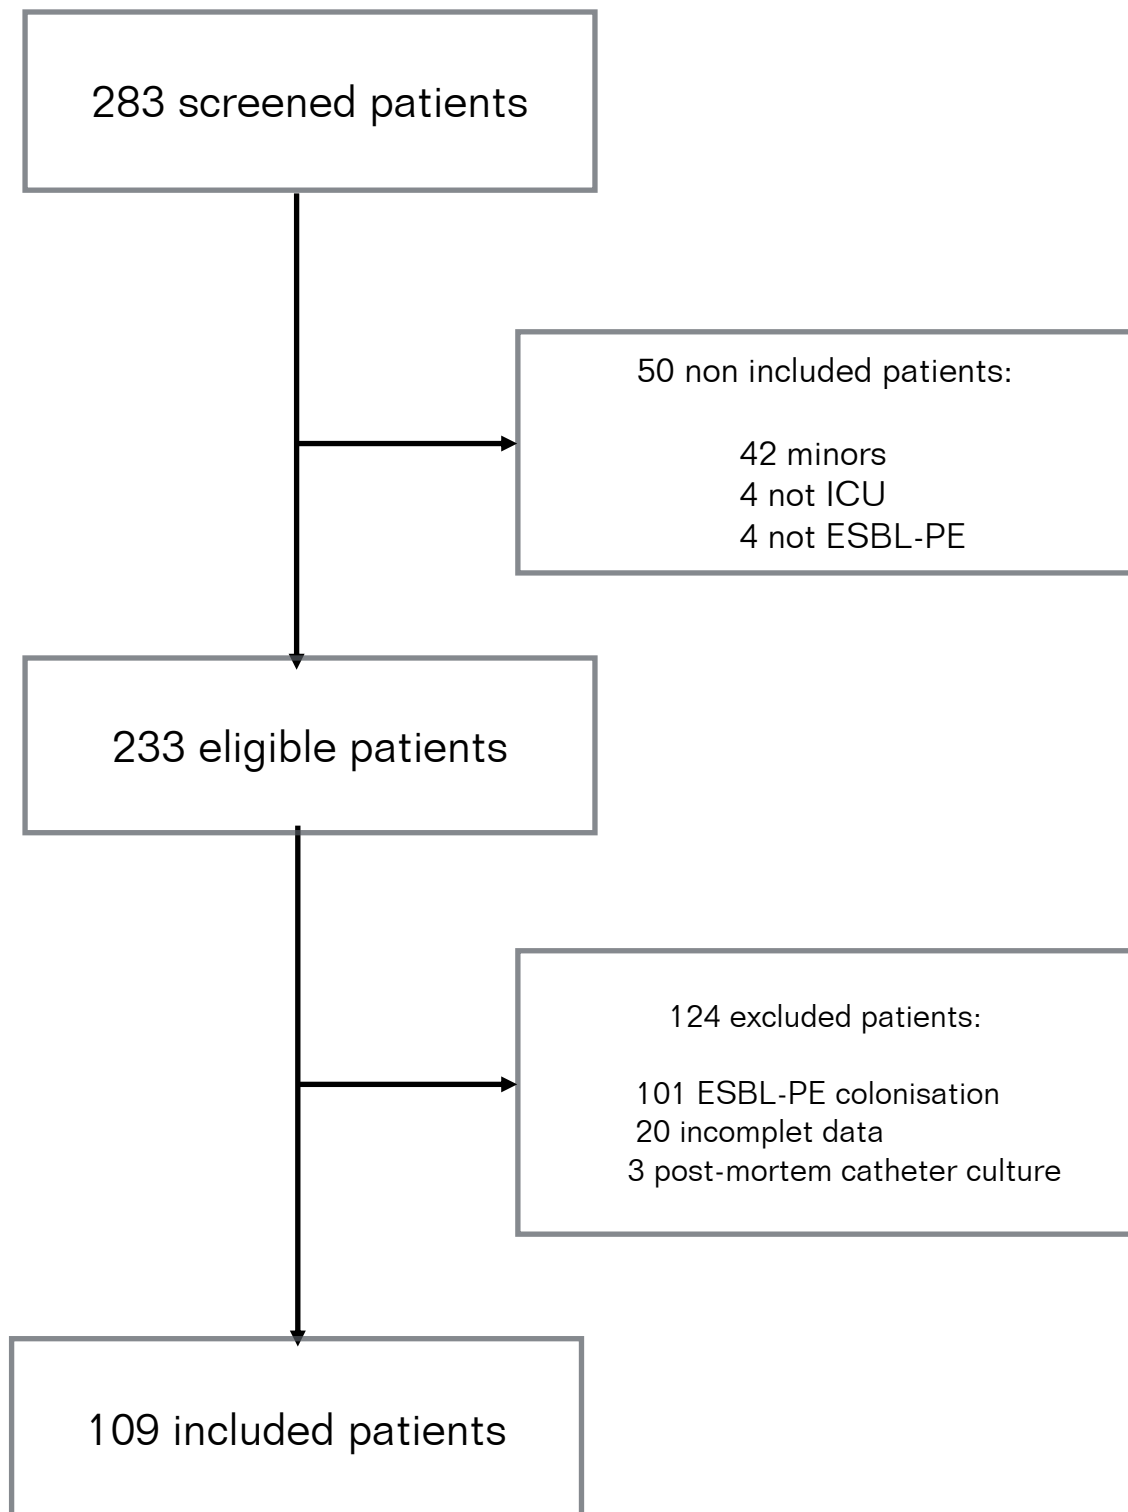 283 screened patients
50 non included patients:
42 minors
4 not ICU
4 not ESBL-PE
233 eligible patients
124 excluded patients:
101 ESBL-PE colonisation
20 incomplet data
3 post-mortem catheter culture
109 included patients